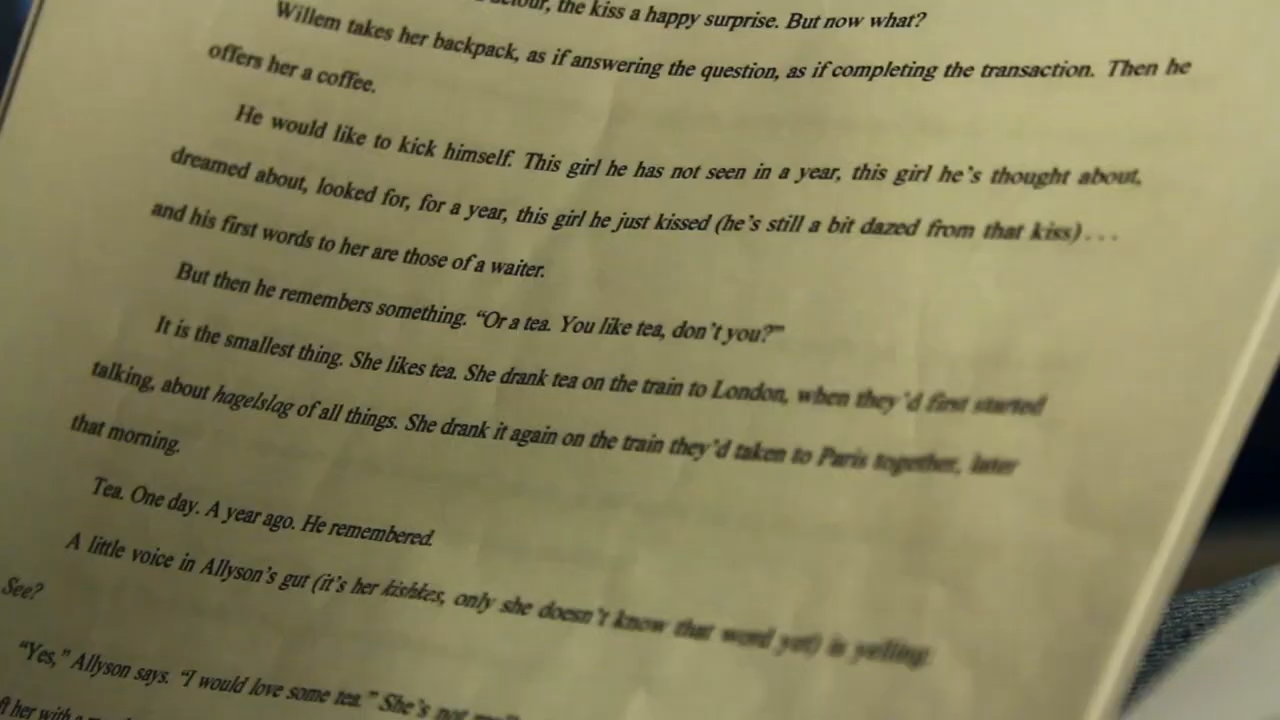 the kiss a happy surprise. But now what?
Willem takes her backpack, as if answering the question, as if completing the transaction. Then he
offers her a coffee.
He would like to kick himself. This girl he has not seen in a year, this girl he's thought about,
dreamed about, looked for, for a year, this girl he just kissed (he's still a bit dazed from that kiss) . . .
and his first words to her are those of a waiter.
But then he remembers something. “Or a tea. You like tea, don't you?”
It is the smallest thing. She likes tea. She drank tea on the train to London, when they'd first started
talking, about hagelslag of all things. She drank it again on the train they'd taken to Paris together, later
that morning.
Tea. One day. A year ago. He remembered.
A little voice in Allyson's gut (it's her kishkes, only she doesn't know that word yet) is yelling:
See?
“Yes,” Allyson says. “I would love some tea.” She's not
her with a